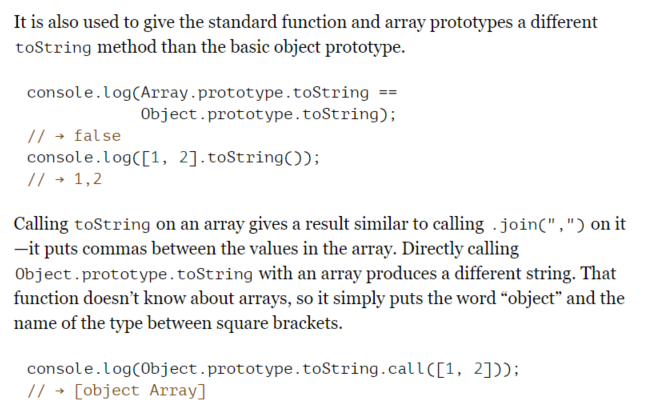 It is also used to give the standard function and array prototypes a different
toString method than the basic object prototype.
console.log(Array.prototype.toString ==
Object.prototype.toString);
// → false
console.log([1, 2].toString());
// → 1,2
Calling toString on an array gives a result similar to calling .join(",") on it
—it puts commas between the values in the array. Directly calling
Object.prototype.toString with an array produces a different string. That
function doesn’t know about arrays, so it simply puts the word “object” and the
name of the type between square brackets.
console.log(Object.prototype.toString.call([1, 2]));
// → [object Array]